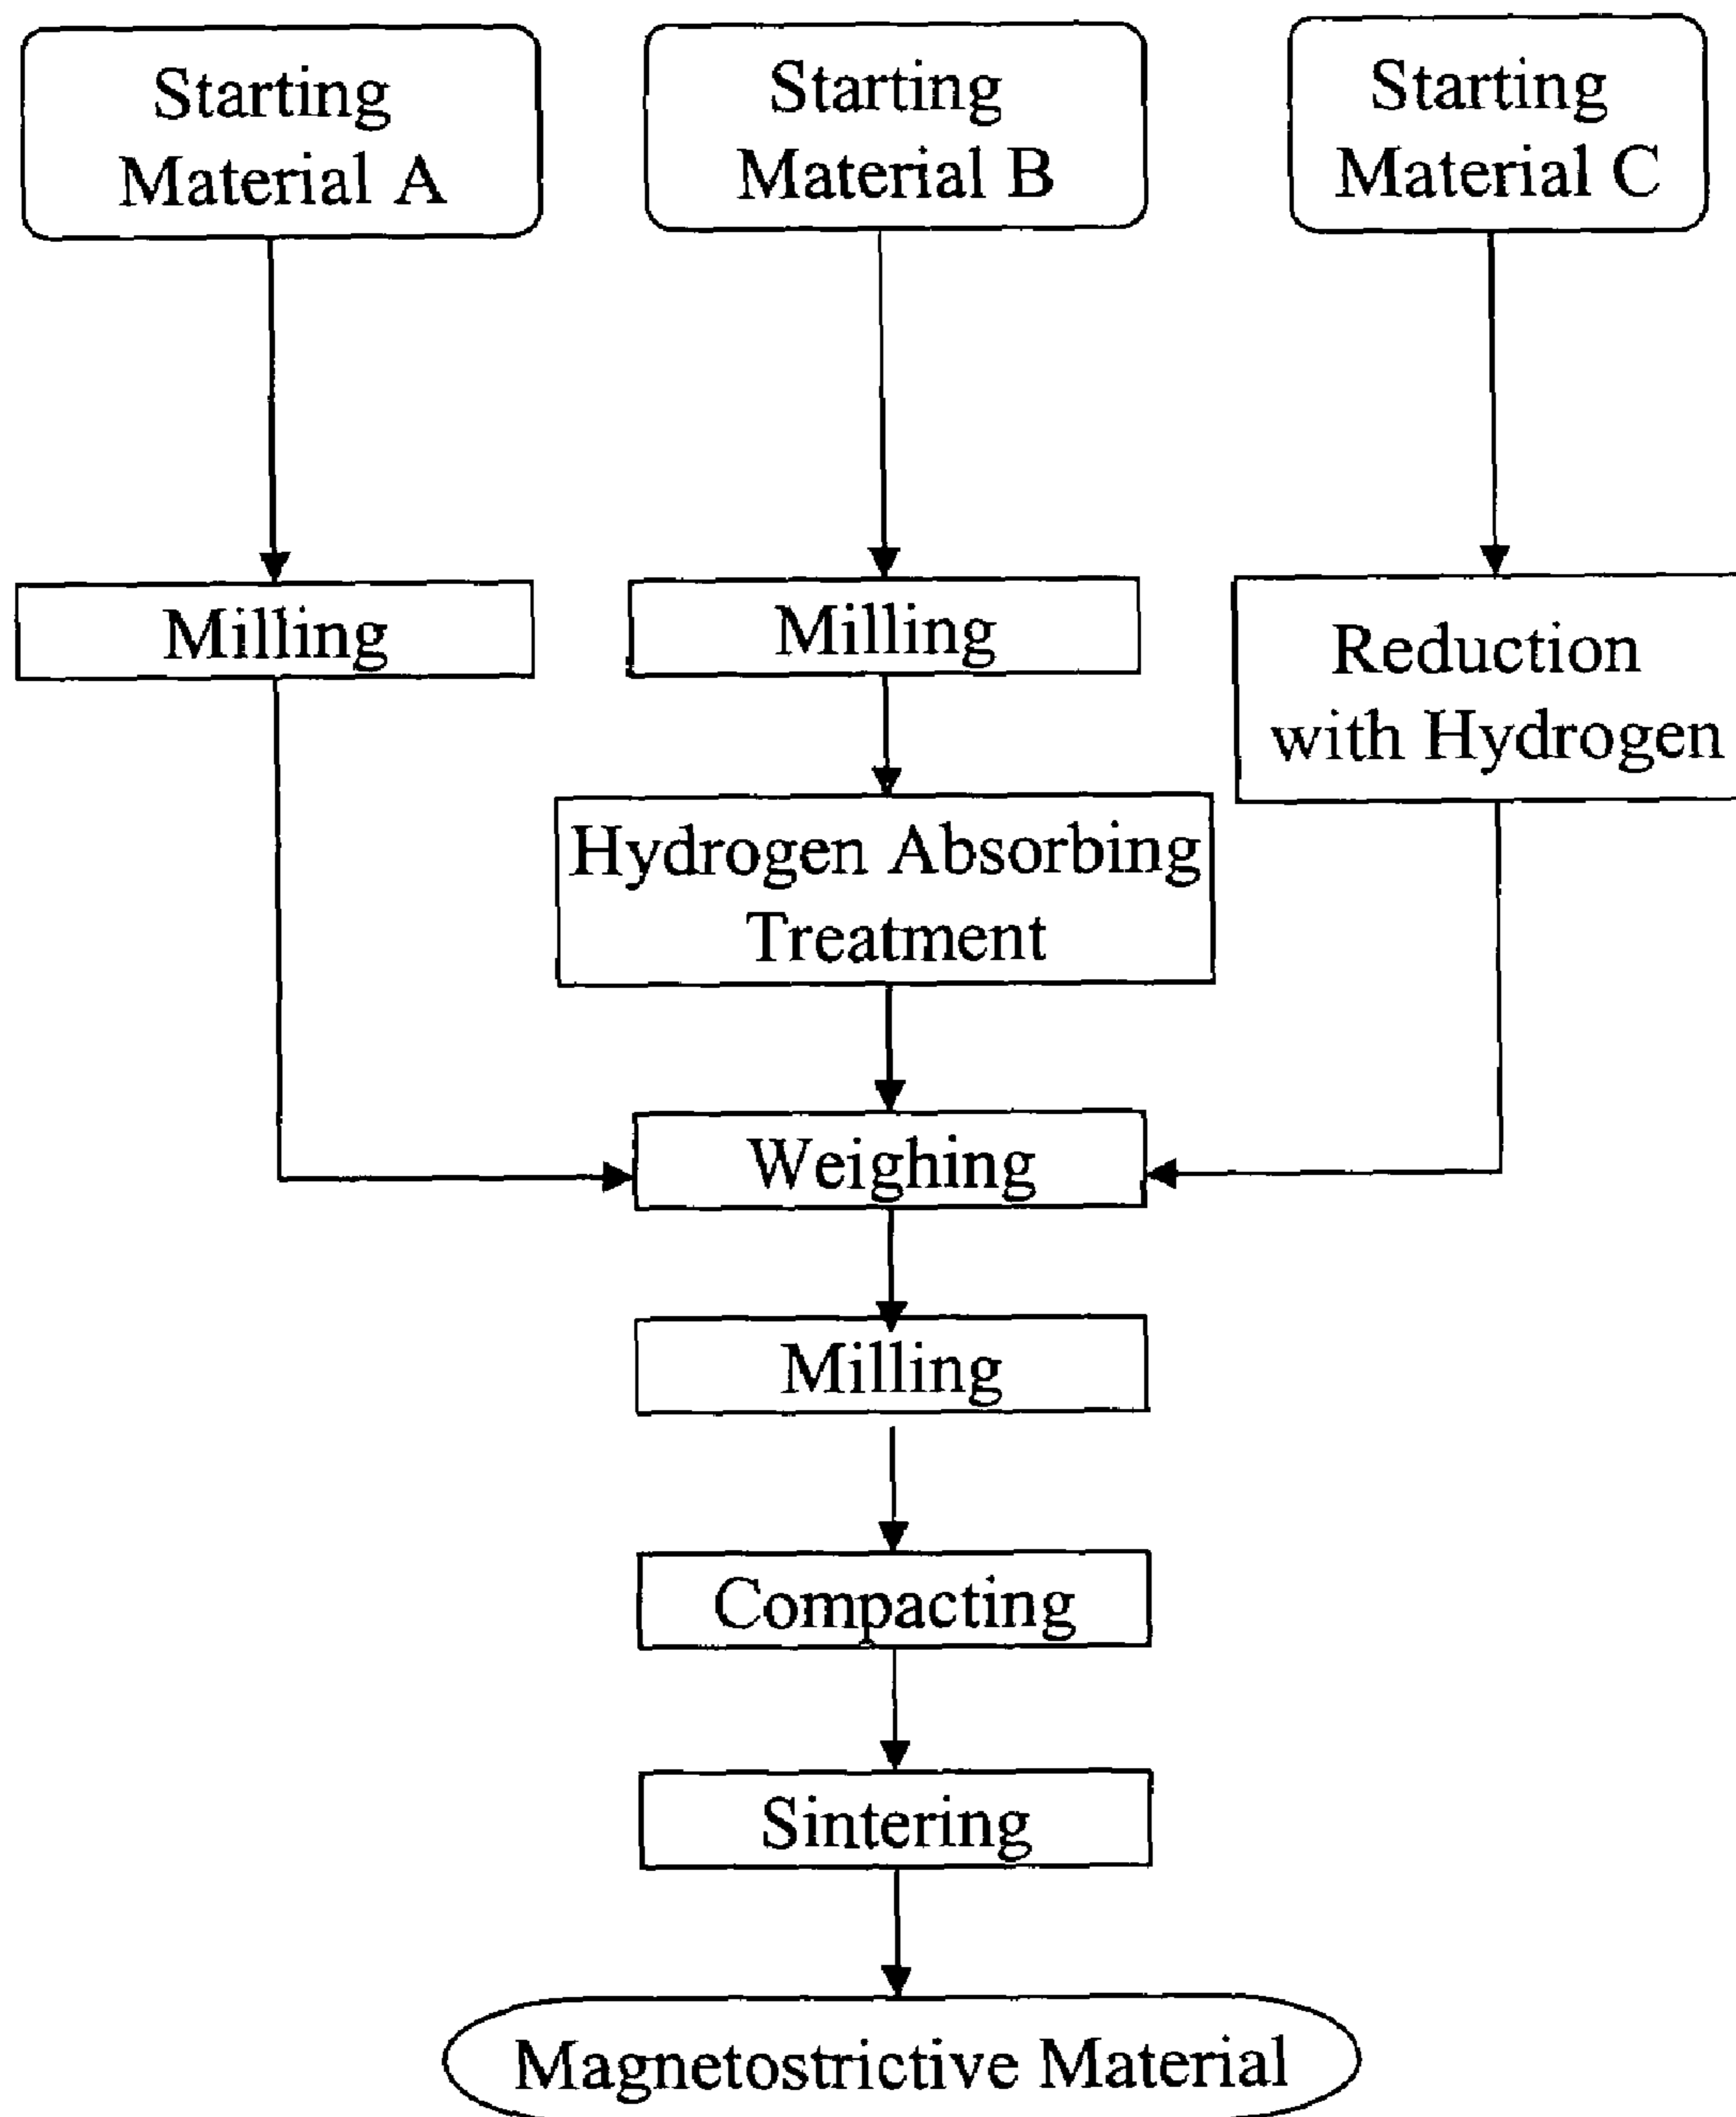 Starting
Material A
Starting
Material B
Starting
Material C
Milling
Milling
Reduction
with Hydrogen
Hydrogen Absorbing
Treatment
Weighing
Milling
Compacting
Sintering
Magnetostrictive Material